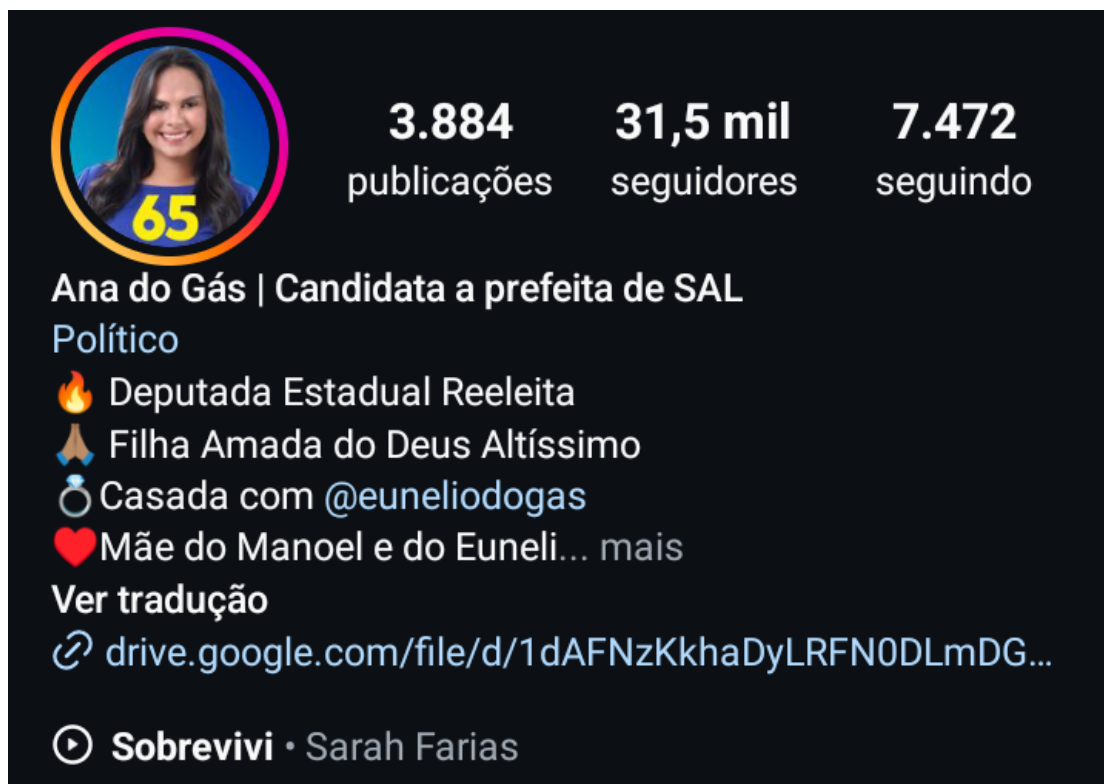 65
3.884 31,5 mil 7.472
publicações seguidores seguindo
Ana do Gás | Candidata a prefeita de SAL
Político
🔥 Deputada Estadual Reeleita
🙏🏽 Filha Amada do Deus Altíssimo
💍Casada com @euneliodogas
❤️Mãe do Manoel e do Euneli... mais
Ver tradução
drive.google.com/file/d/1dAFNzKkhaDyLRFN0DLmDG...
Sobrevivi • Sarah Farias